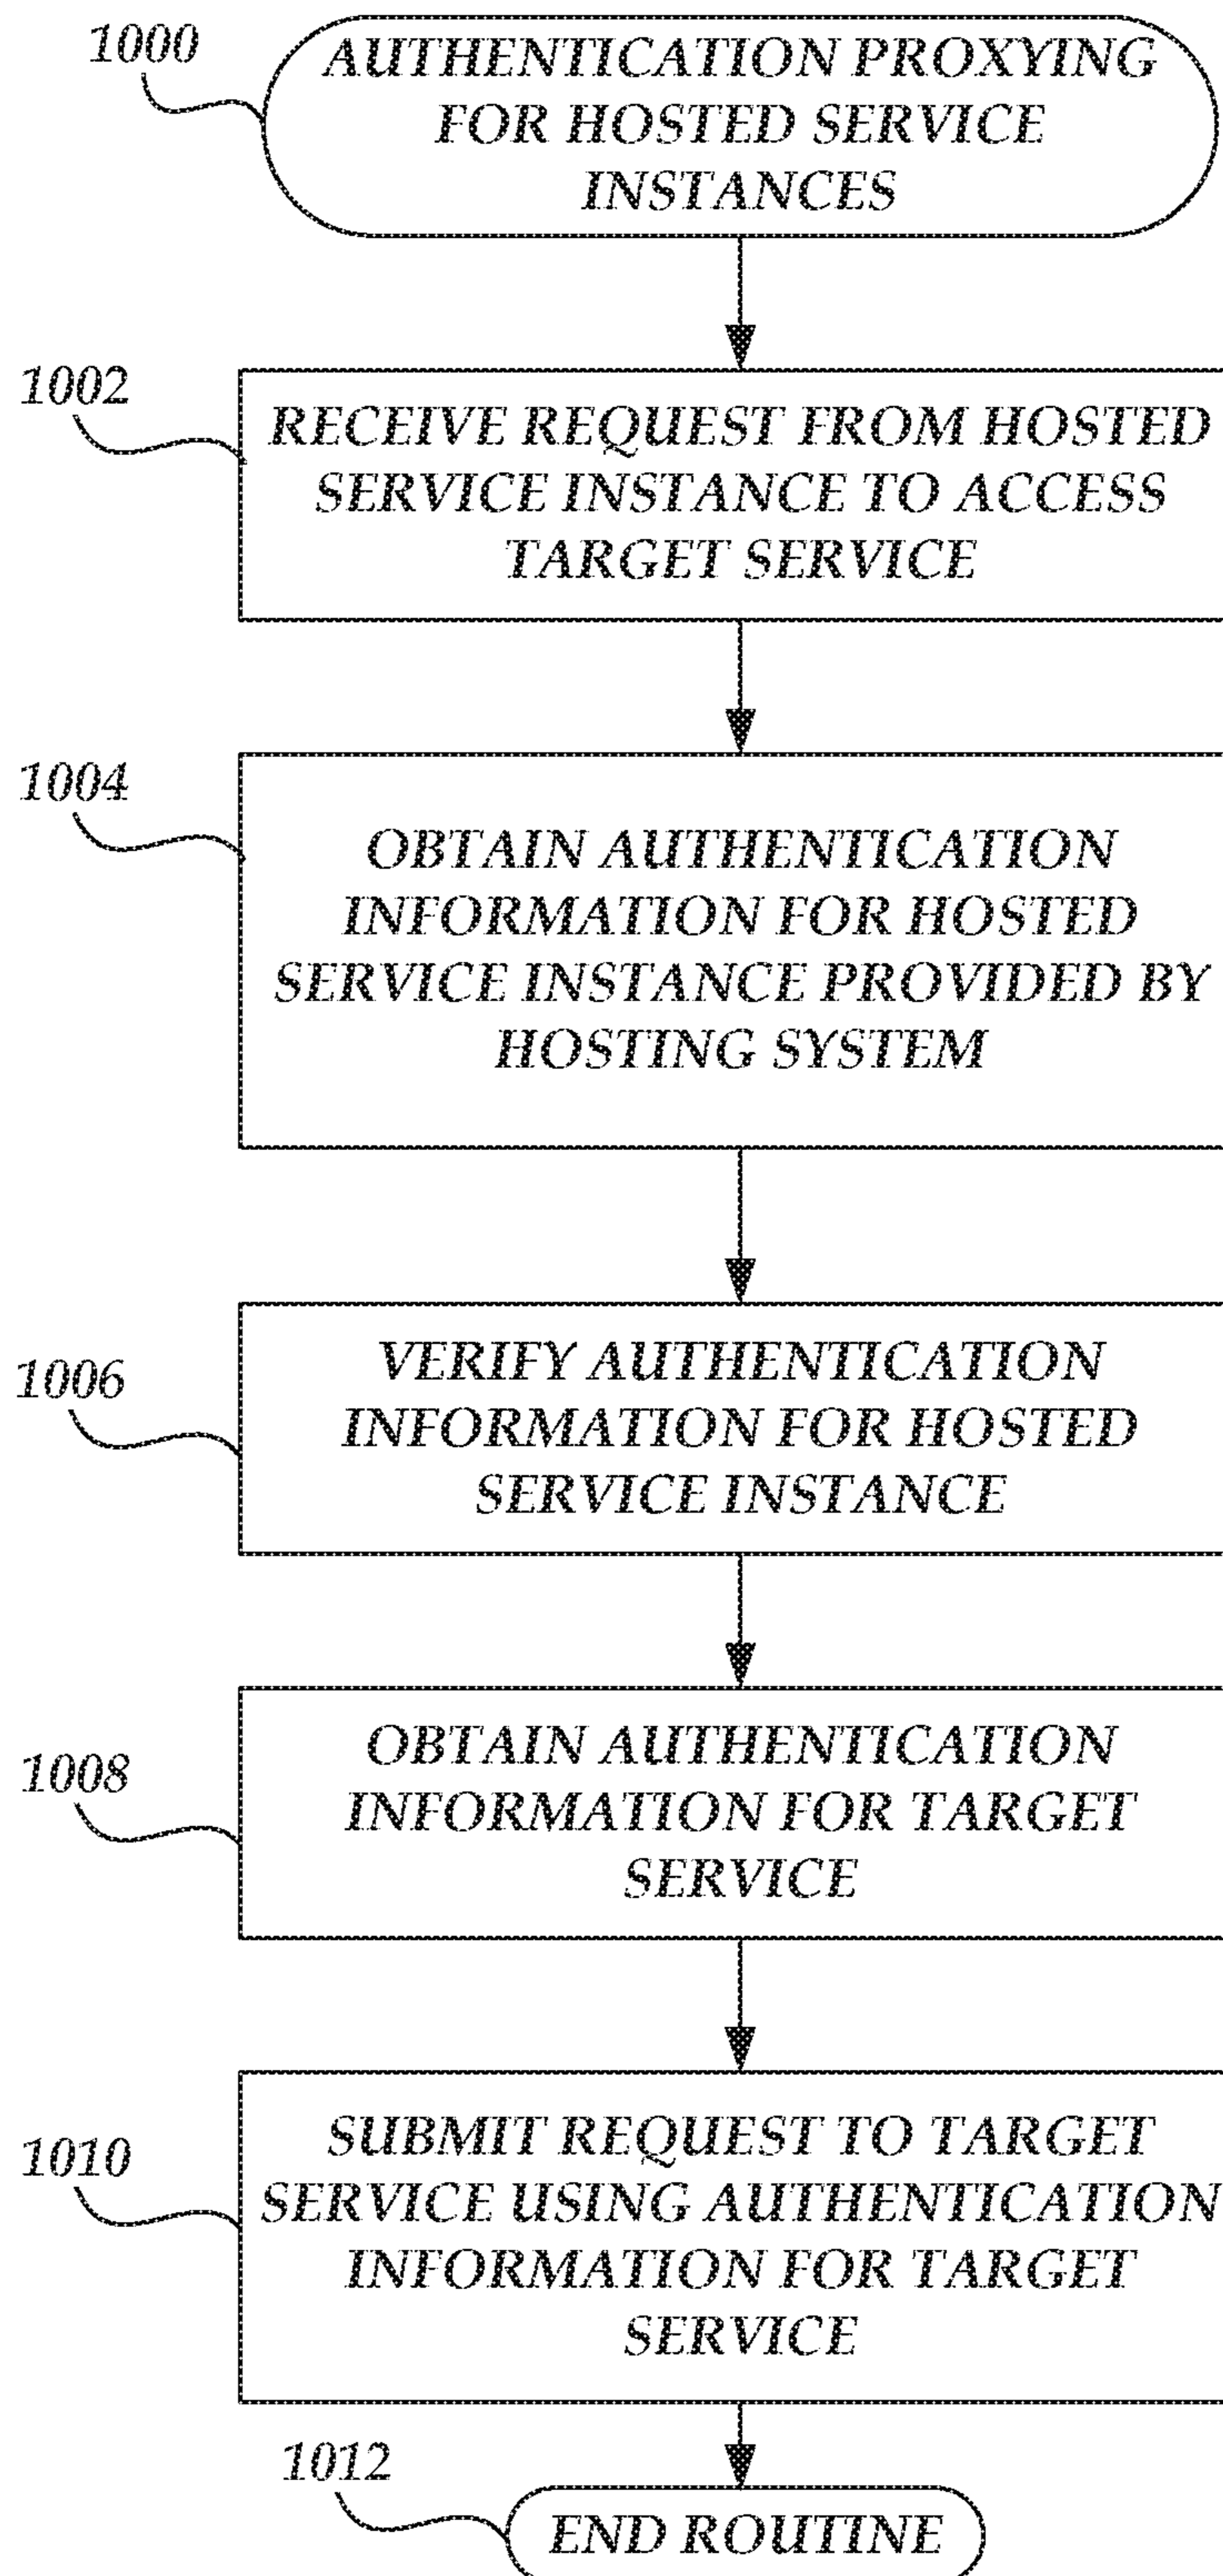 1000
AUTHENTICATION PROXYING
FOR HOSTED SERVICE
INSTANCES
1002
RECEIVE REQUEST FROM HOSTED
SERVICE INSTANCE TO ACCESS
TARGET SERVICE
1004
OBTAIN AUTHENTICATION
INFORMATION FOR HOSTED
SERVICE INSTANCE PROVIDED BY
HOSTING SYSTEM
1006
VERIFY AUTHENTICATION
INFORMATION FOR HOSTED
SERVICE INSTANCE
1008
OBTAIN AUTHENTICATION
INFORMATION FOR TARGET
SERVICE
1010
SUBMIT REQUEST TO TARGET
SERVICE USING AUTHENTICATION
INFORMATION FOR TARGET
SERVICE
1012
END ROUTINE